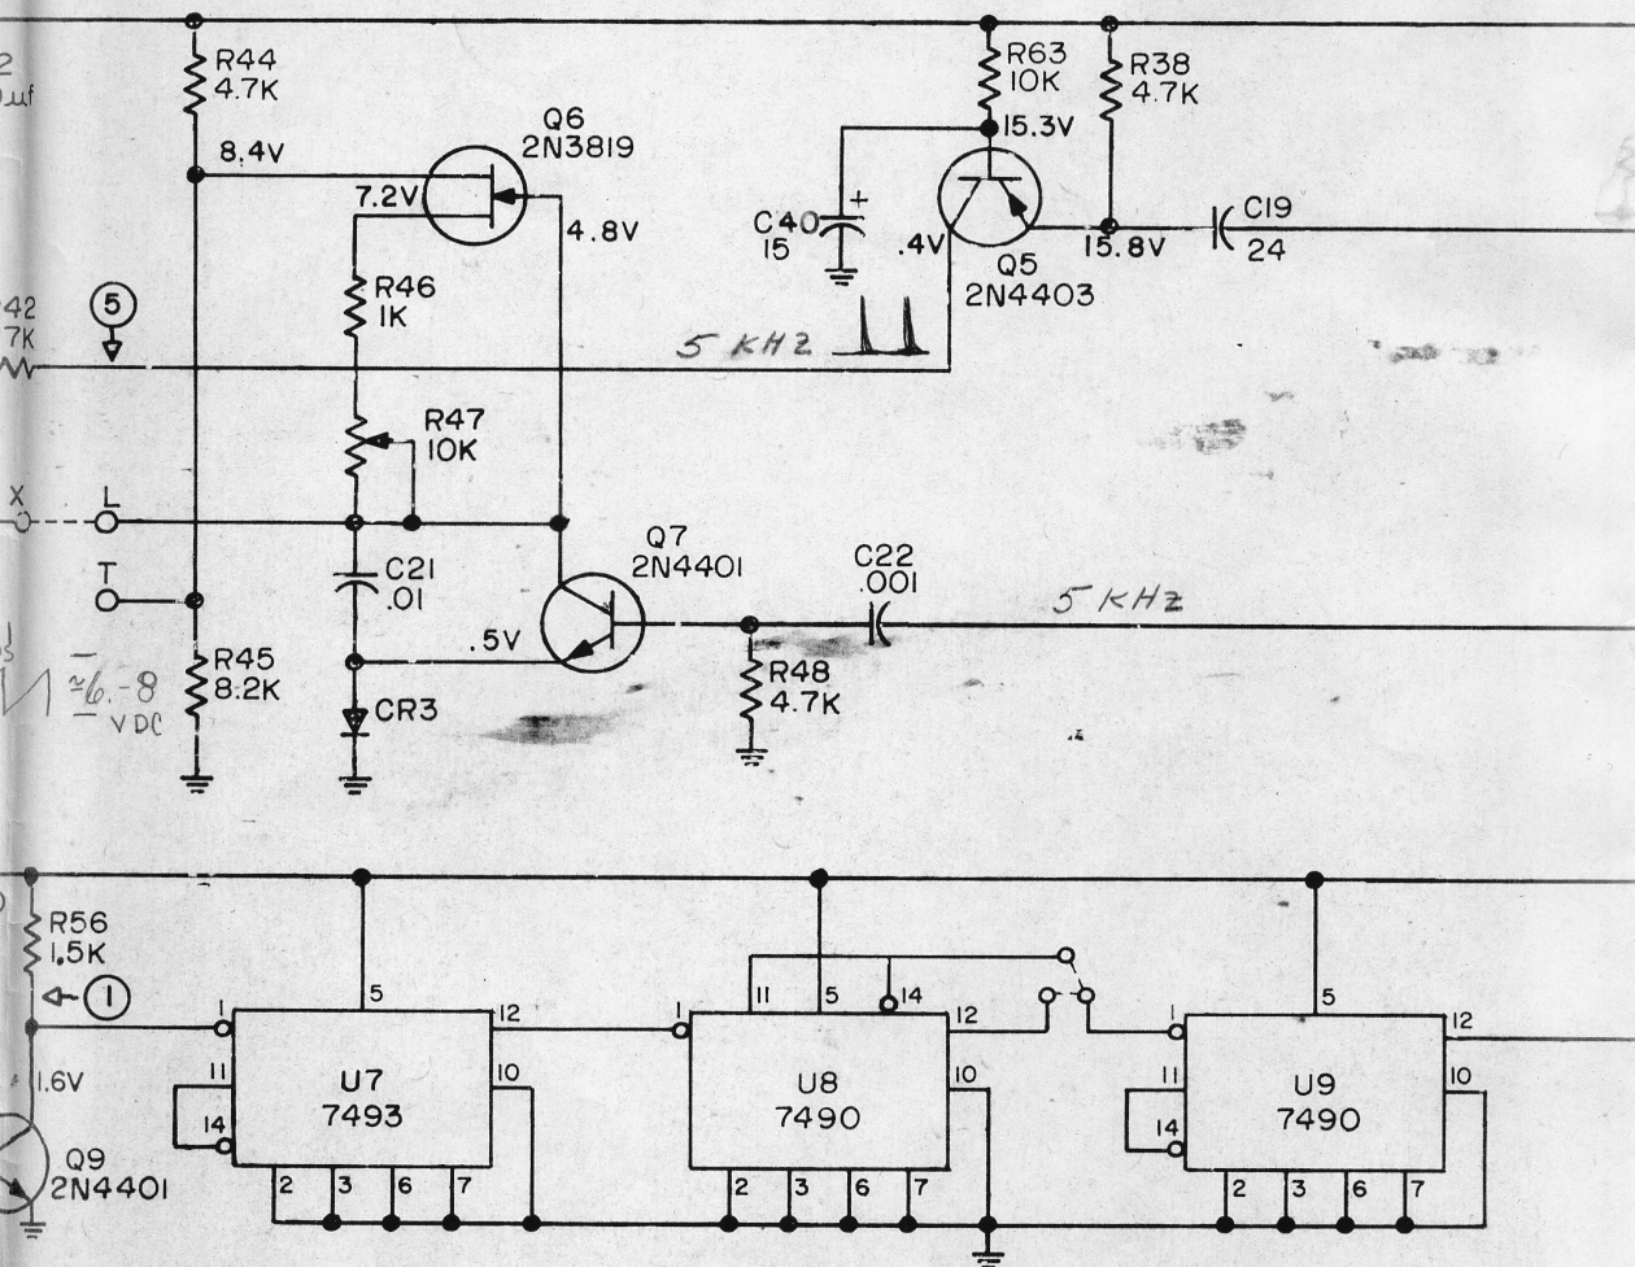 R44
4.7K
R63
10K
R38
4.7K
2
µf
Q6
2N3819
15.3V
8.4V
7.2V
4.8V
C40
15
+
.4V
Q5
2N4403
15.8V
C19
24
R46
1K
42
7K
5
5 KHZ
R47
10K
X
L
T
C21
.01
Q7
2N4401
C22
.001
5 KHZ
.5V
R45
8.2K
≈6.-8
VDC
CR3
R48
4.7K
R56
1.5K
1
1
5
12
11
14
10
U7
7493
2
3
6
7
1.6V
Q9
2N4401
1
11
5
14
12
10
U8
7490
2
3
6
7
1
5
12
11
14
10
U9
7490
2
3
6
7